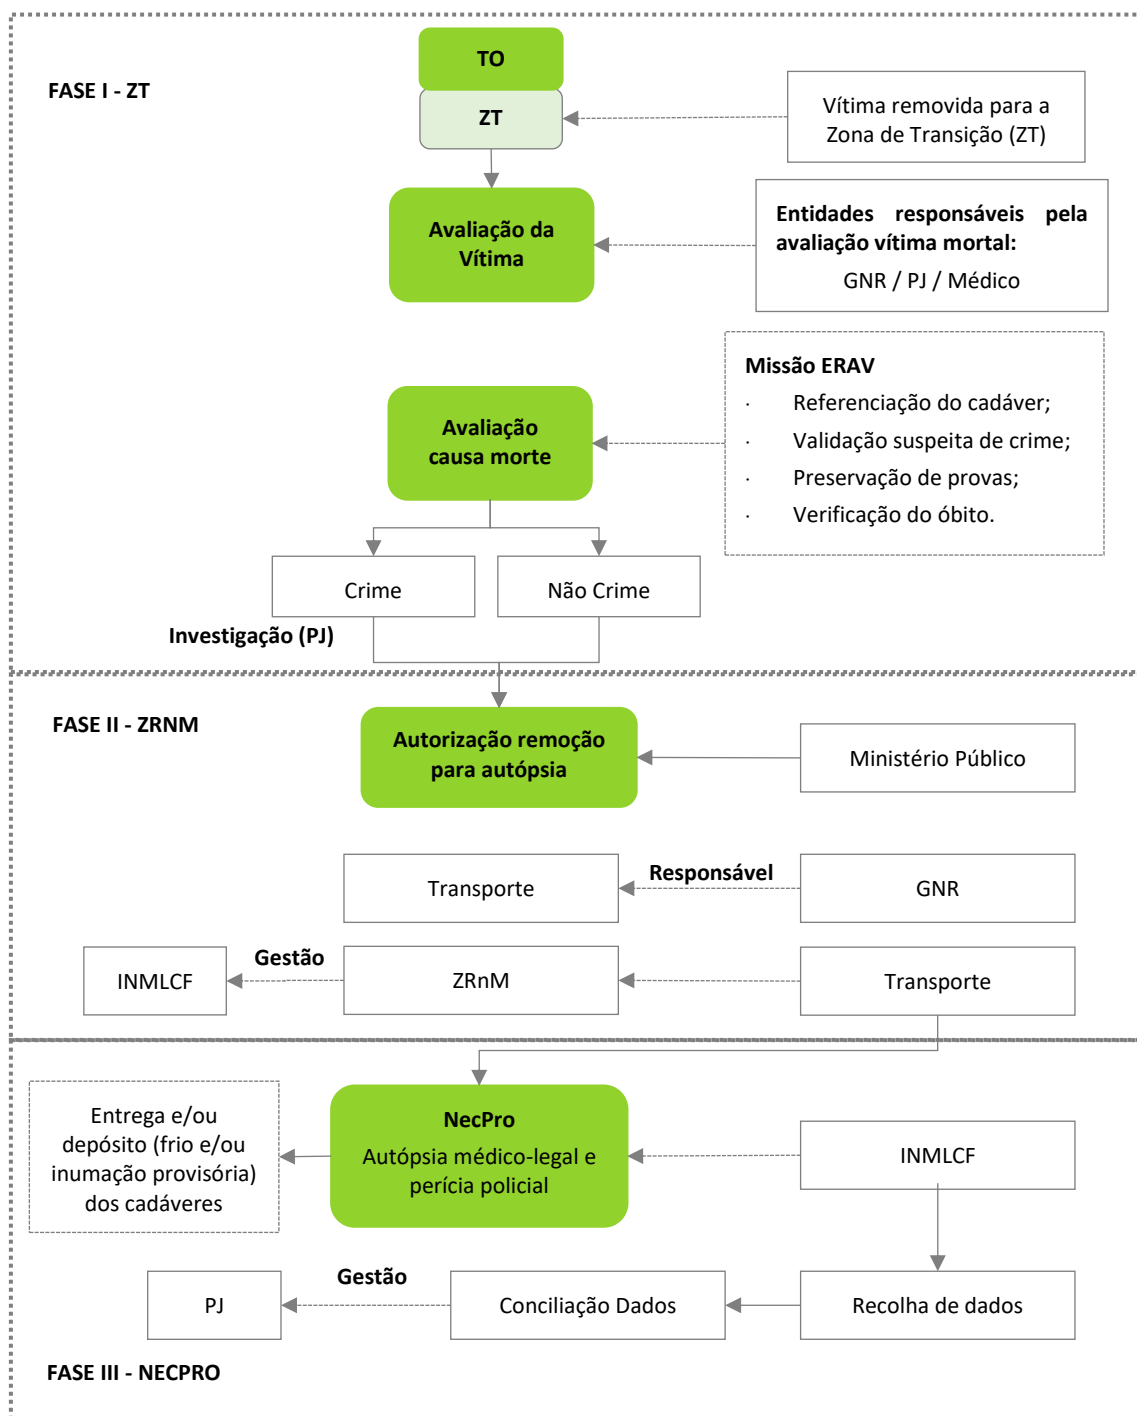 TO
FASE I - ZT
ZT
Vítima removida para a
Zona de Transição (ZT)
Avaliação da
Vítima
Entidades responsáveis pela
avaliação vítima mortal:
GNR / PJ / Médico
Missão ERAV
· Referenciação do cadáver;
· Validação suspeita de crime;
· Preservação de provas;
· Verificação do óbito.
Avaliação
causa morte
Crime
Não Crime
Investigação (PJ)
FASE II - ZRNM
Autorização remoção
para autópsia
Ministério Público
Transporte
Responsável
GNR
INMLCF
Gestão
ZRnM
Transporte
Entrega e/ou
depósito (frio e/ou
inumação provisória)
dos cadáveres
NecPro
Autópsia médico-legal e
perícia policial
INMLCF
PJ
Gestão
Conciliação Dados
Recolha de dados
FASE III - NECPRO